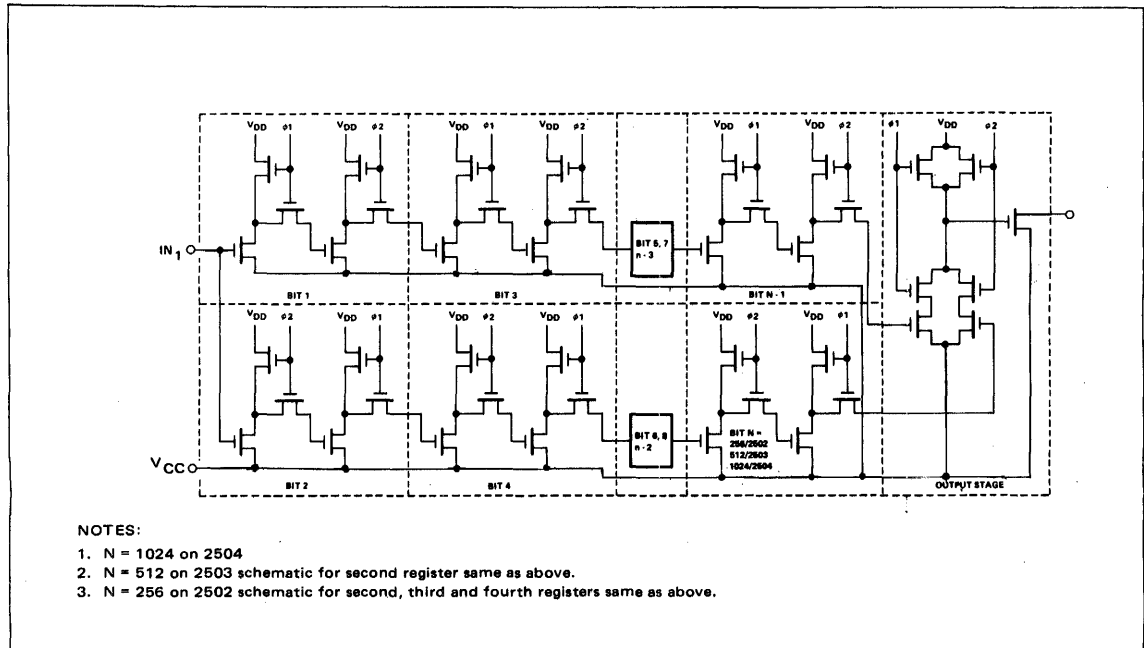 VDD φ1 VDD φ2 VDD φ1 VDD φ2 VDD φ1 VDD φ2 φ1 VDD φ2
IN1
BIT 5, 7
n - 3
BIT 1 BIT 3 BIT N - 1
VDD φ2 VDD φ1 VDD φ2 VDD φ1 VDD φ2 VDD φ1
BIT 6, 8
n - 2
BIT N =
256/2502
512/2503
1024/2504
VCC
BIT 2 BIT 4 OUTPUT STAGE
NOTES:
1. N = 1024 on 2504
2. N = 512 on 2503 schematic for second register same as above.
3. N = 256 on 2502 schematic for second, third and fourth registers same as above.